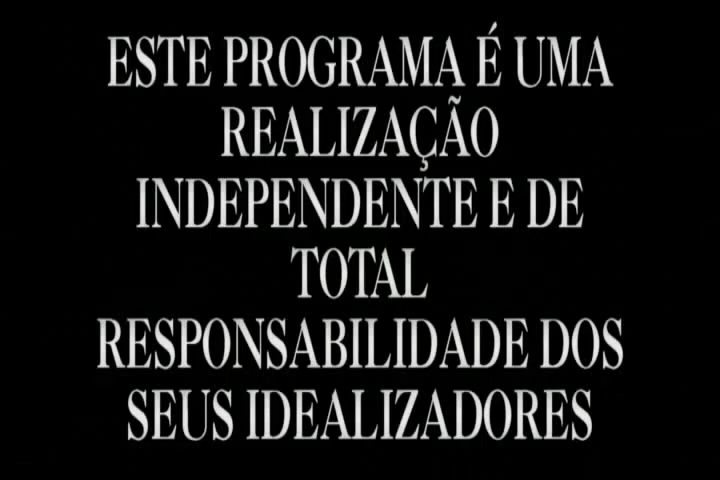 ESTE PROGRAMA É UMA
REALIZAÇÃO
INDEPENDENTE E DE
TOTAL
RESPONSABILIDADE DOS
SEUS IDEALIZADORES